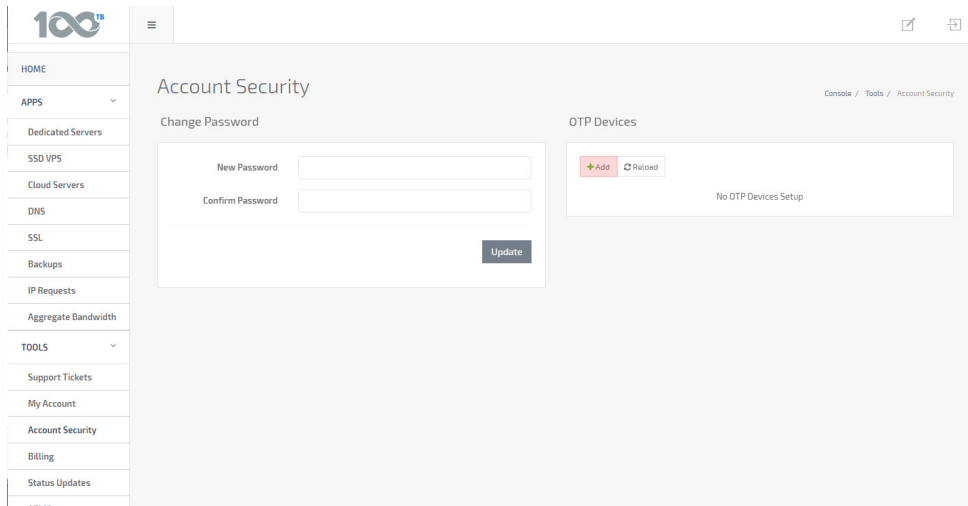 100TB
HOME
APPS
Dedicated Servers
SSD VPS
Cloud Servers
DNS
SSL
Backups
IP Requests
Aggregate Bandwidth
TOOLS
Support Tickets
My Account
Account Security
Billing
Status Updates
Account Security
Console / Tools / Account Security
Change Password
New Password
Confirm Password
Update
OTP Devices
Add
Reload
No OTP Devices Setup